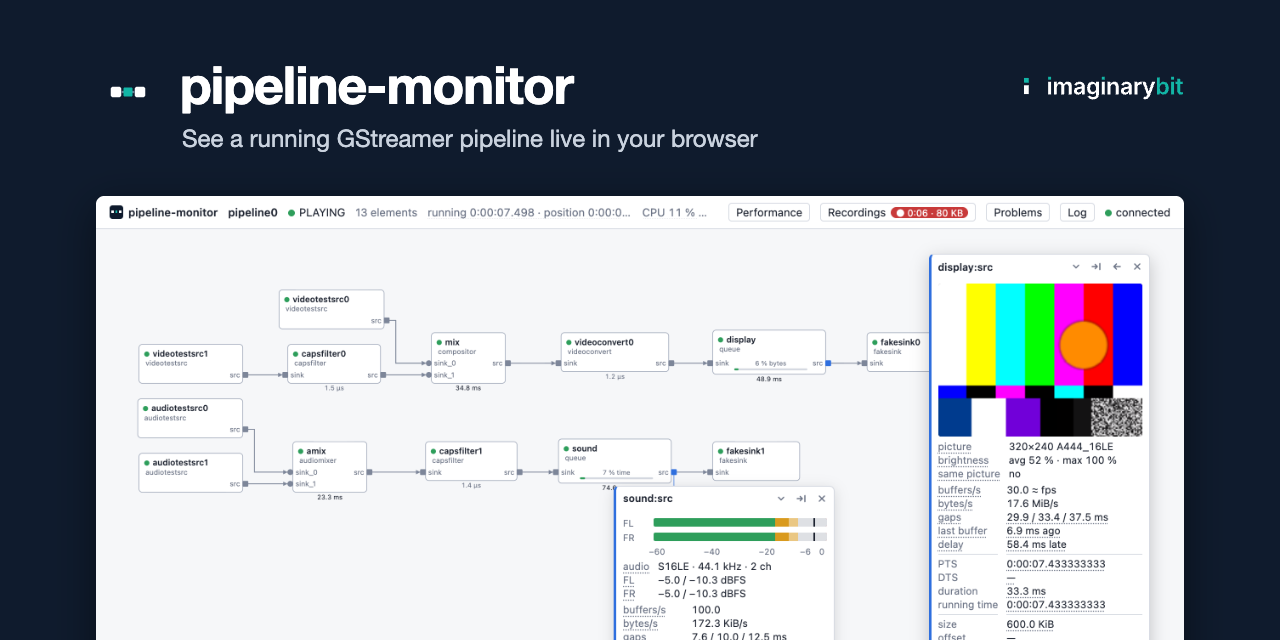 pipeline-monitor
imaginarybit
See a running GStreamer pipeline live in your browser
pipeline-monitor pipeline0 PLAYING 13 elements running 0:00:07.498 · position 0:00:0... CPU 11 % ... Performance Recordings 0:06 · 80 KB Problems Log connected
videotestsrc0
videotestsrc
src
videotestsrc1
videotestsrc
src
capsfilter0
capsfilter
sink src
1.5 µs
mix
compositor
sink_0 src
sink_1
34.8 ms
videoconvert0
videoconvert
sink src
1.2 µs
display
queue
sink 6 % bytes src
48.9 ms
fakesink0
fakesink
sink
audiotestsrc0
audiotestsrc
src
audiotestsrc1
audiotestsrc
src
amix
audiomixer
sink_0 src
sink_1
23.3 ms
capsfilter1
capsfilter
sink src
1.4 µs
sound
queue
sink 7 % time src
74.
fakesink1
fakesink
sink
sound:src
FL
FR
−60 −40 −20 −6 0
audio S16LE · 44.1 kHz · 2 ch
FL −5.0 / −10.3 dBFS
FR −5.0 / −10.3 dBFS
buffers/s 100.0
bytes/s 172.3 KiB/s
gaps 7.6 / 10.0 / 12.5 ms
display:src
picture 320×240 A444_16LE
brightness avg 52 % · max 100 %
same picture no
buffers/s 30.0 ≈ fps
bytes/s 17.6 MiB/s
gaps 29.9 / 33.4 / 37.5 ms
last buffer 6.9 ms ago
delay 58.4 ms late
PTS 0:00:07.433333333
DTS —
duration 33.3 ms
running time 0:00:07.433333333
size 600.0 KiB
offset —